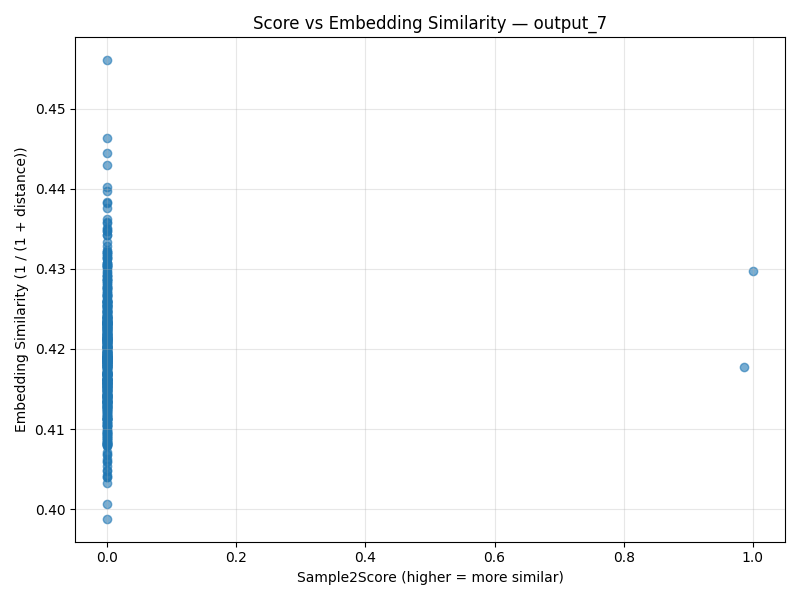 Score vs Embedding Similarity — output_7
Embedding Similarity (1 / (1 + distance))
0.45
0.44
0.43
0.42
0.41
0.40
0.0 0.2 0.4 0.6 0.8 1.0
Sample2Score (higher = more similar)